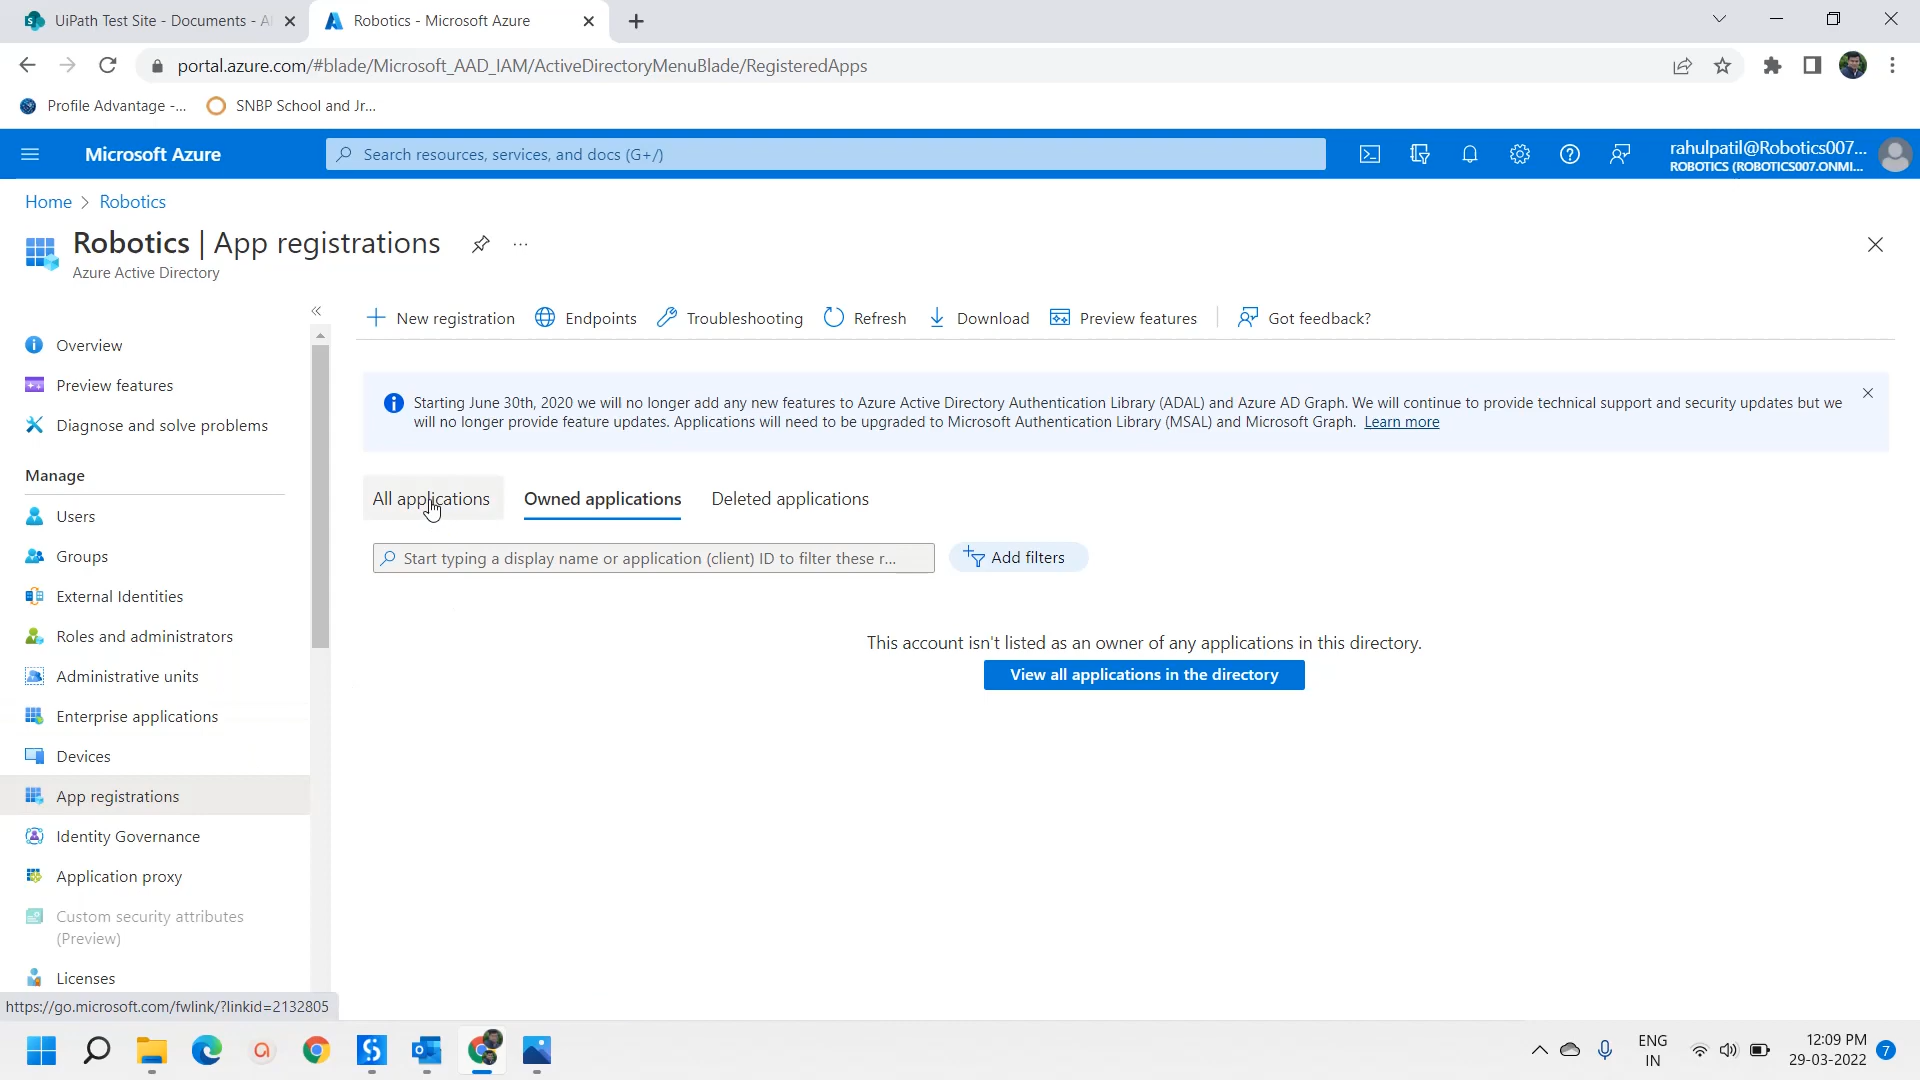 UiPath Test Site - Documents - A
Robotics - Microsoft Azure
portal.azure.com/#blade/Microsoft_AAD_IAM/ActiveDirectoryMenuBlade/RegisteredApps
Profile Advantage -...
SNBP School and Jr...
Microsoft Azure
Search resources, services, and docs (G+/)
rahulpatil@Robotics007...
ROBOTICS (ROBOTICS007.ONMI...
Home > Robotics
Robotics | App registrations
Azure Active Directory
Overview
Preview features
Diagnose and solve problems
Manage
Users
Groups
External Identities
Roles and administrators
Administrative units
Enterprise applications
Devices
App registrations
Identity Governance
Application proxy
Custom security attributes
(Preview)
Licenses
New registration
Endpoints
Troubleshooting
Refresh
Download
Preview features
Got feedback?
Starting June 30th, 2020 we will no longer add any new features to Azure Active Directory Authentication Library (ADAL) and Azure AD Graph. We will continue to provide technical support and security updates but we
will no longer provide feature updates. Applications will need to be upgraded to Microsoft Authentication Library (MSAL) and Microsoft Graph. Learn more
All applications
Owned applications
Deleted applications
Start typing a display name or application (client) ID to filter these r...
Add filters
This account isn't listed as an owner of any applications in this directory.
View all applications in the directory
https://go.microsoft.com/fwlink/?linkid=2132805
ENG
IN
12:09 PM
29-03-2022
7